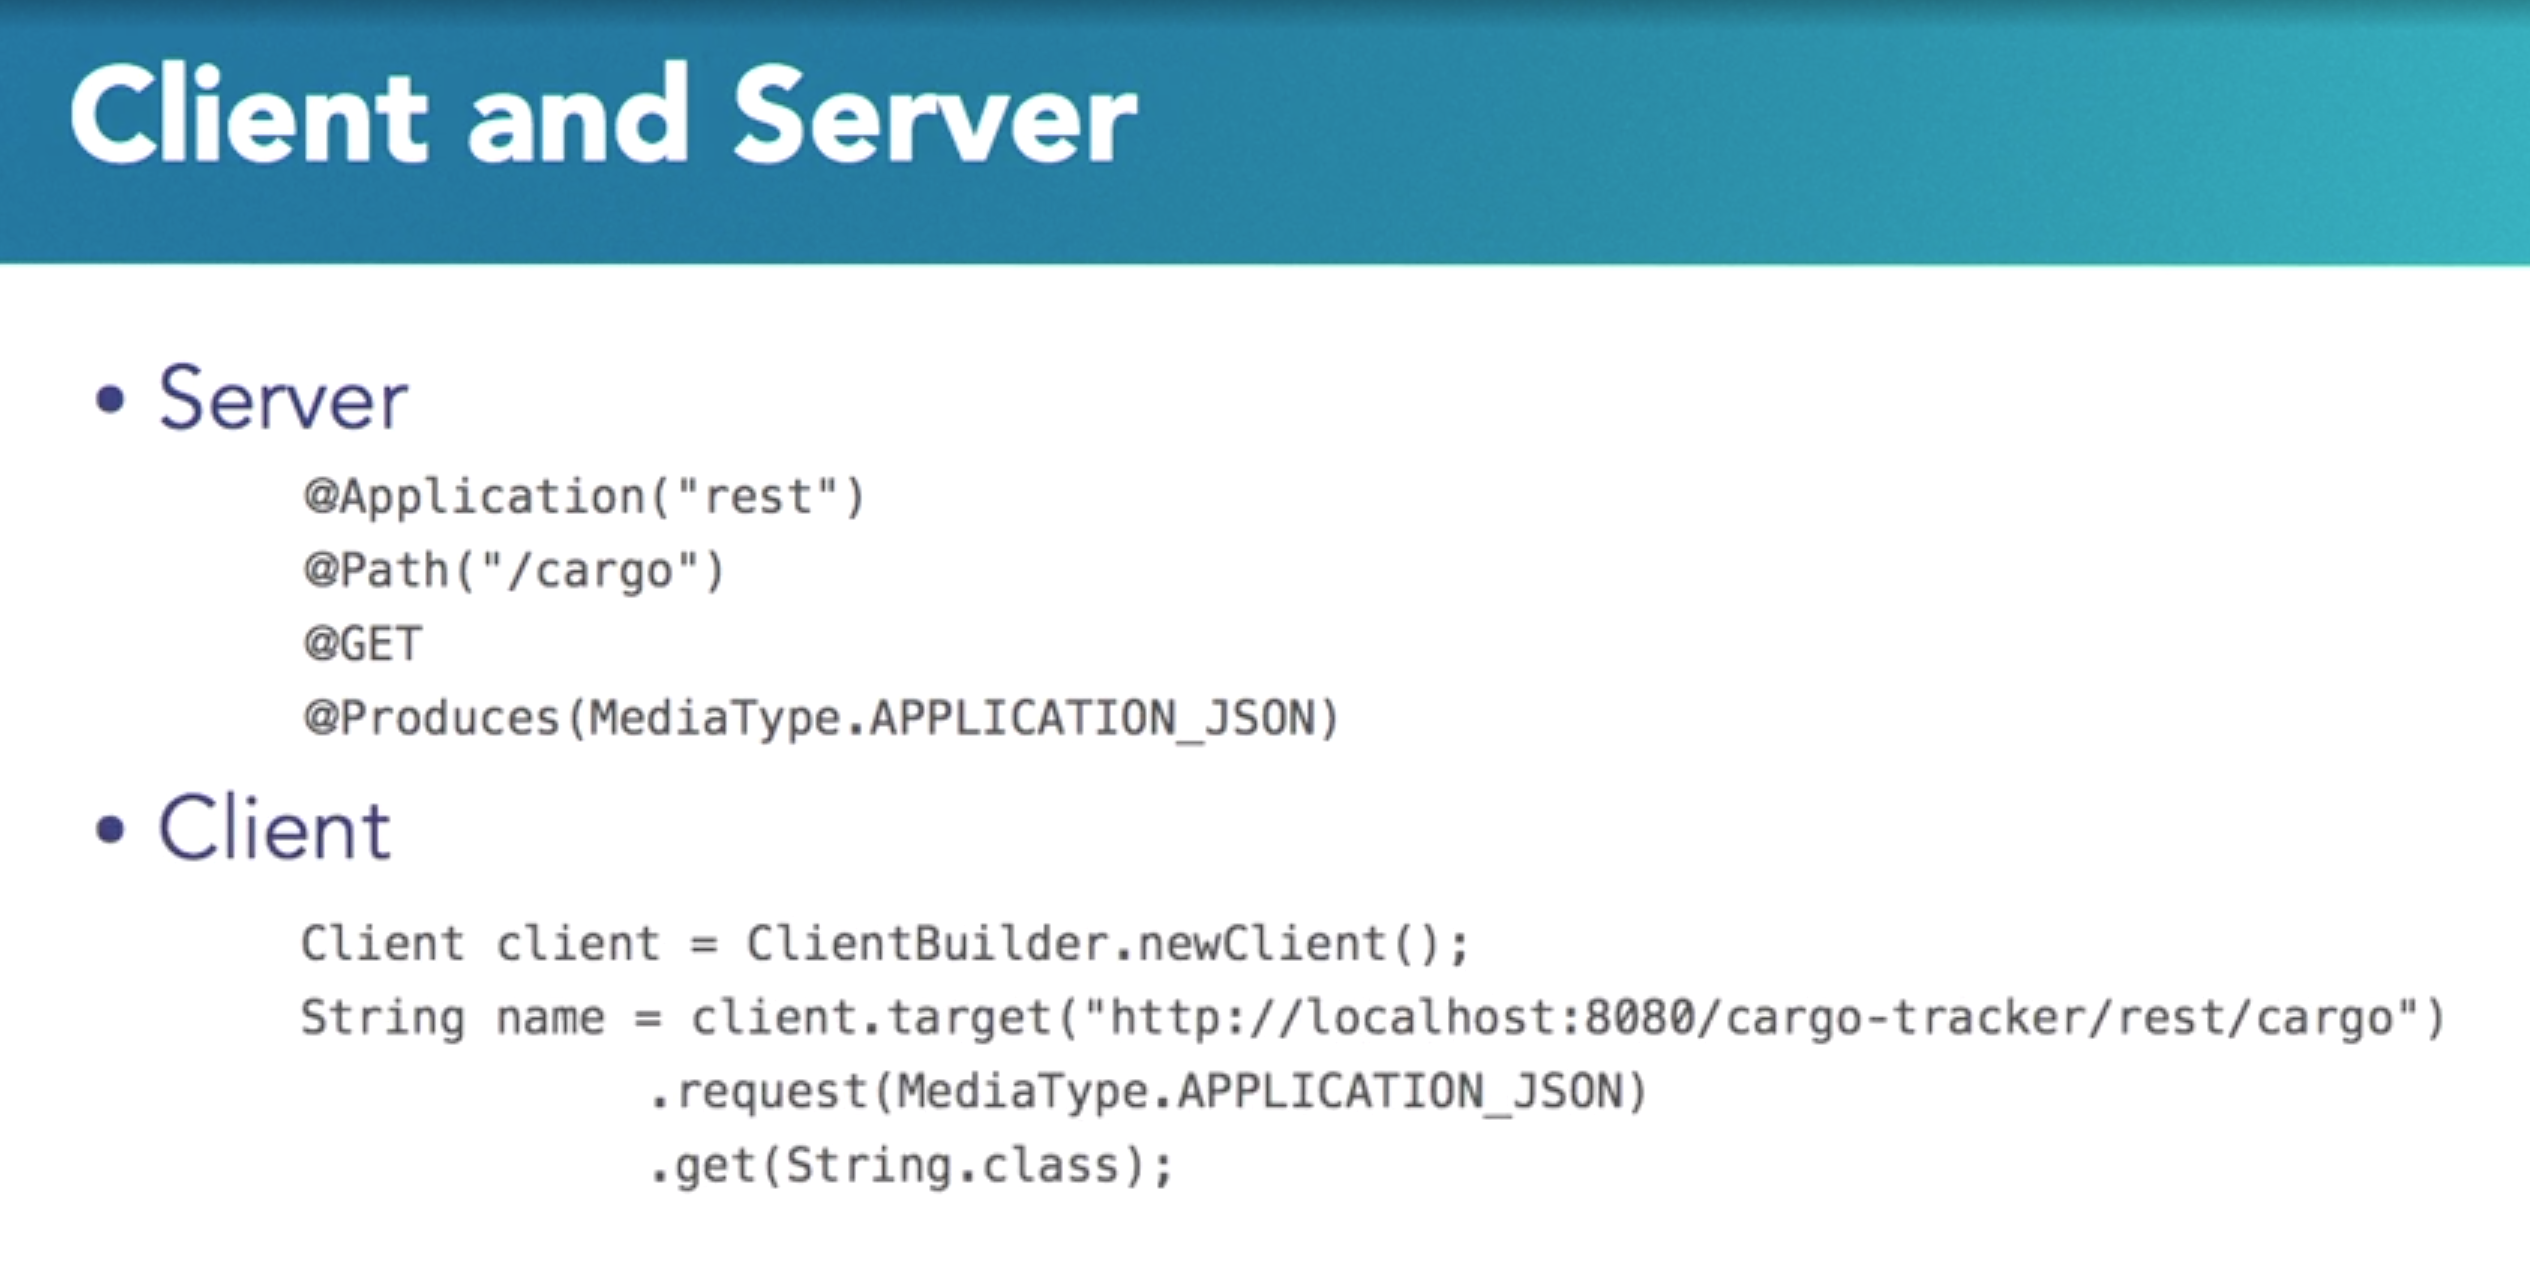 Client and Server
• Server
@Application("rest")
@Path("/cargo")
@GET
@Produces(MediaType.APPLICATION_JSON)
• Client
Client client = ClientBuilder.newClient();
String name = client.target("http://localhost:8080/cargo-tracker/rest/cargo")
.request(MediaType.APPLICATION_JSON)
.get(String.class);